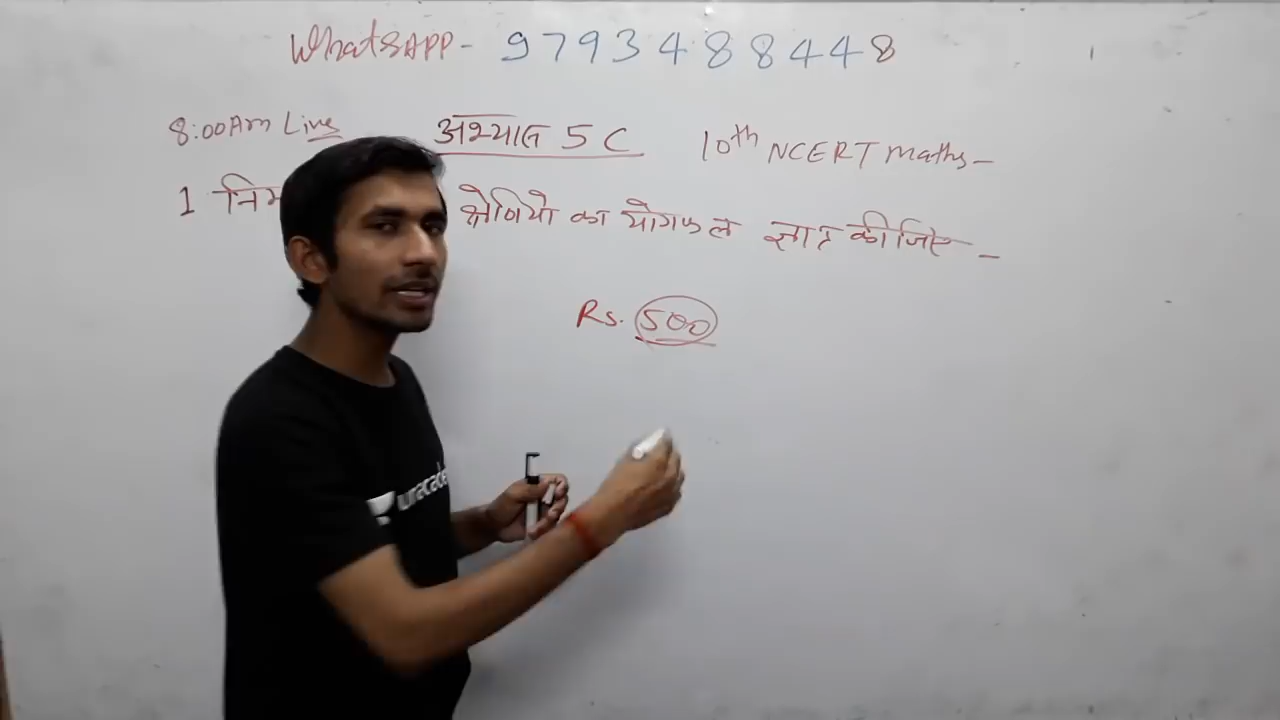 WhatsAPP - 9793488448
8:00Am Live अभ्यास 5 C 10th NCERT Maths -
1 श्रेणियो का योगफल ज्ञात कीजिए -
Rs. 500